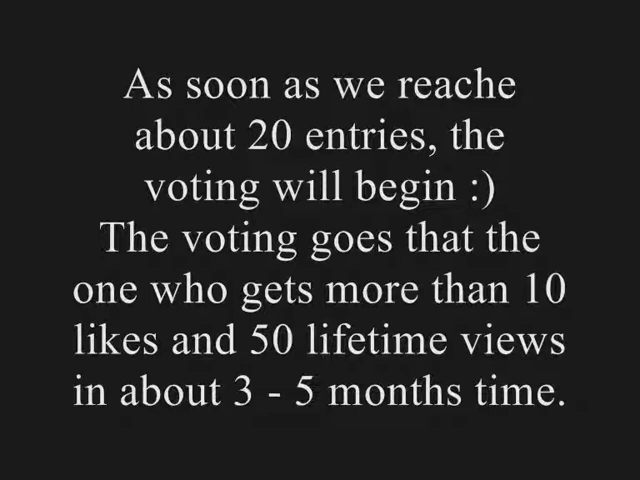 As soon as we reache
about 20 entries, the
voting will begin :)
The voting goes that the
one who gets more than 10
likes and 50 lifetime views
in about 3 - 5 months time.